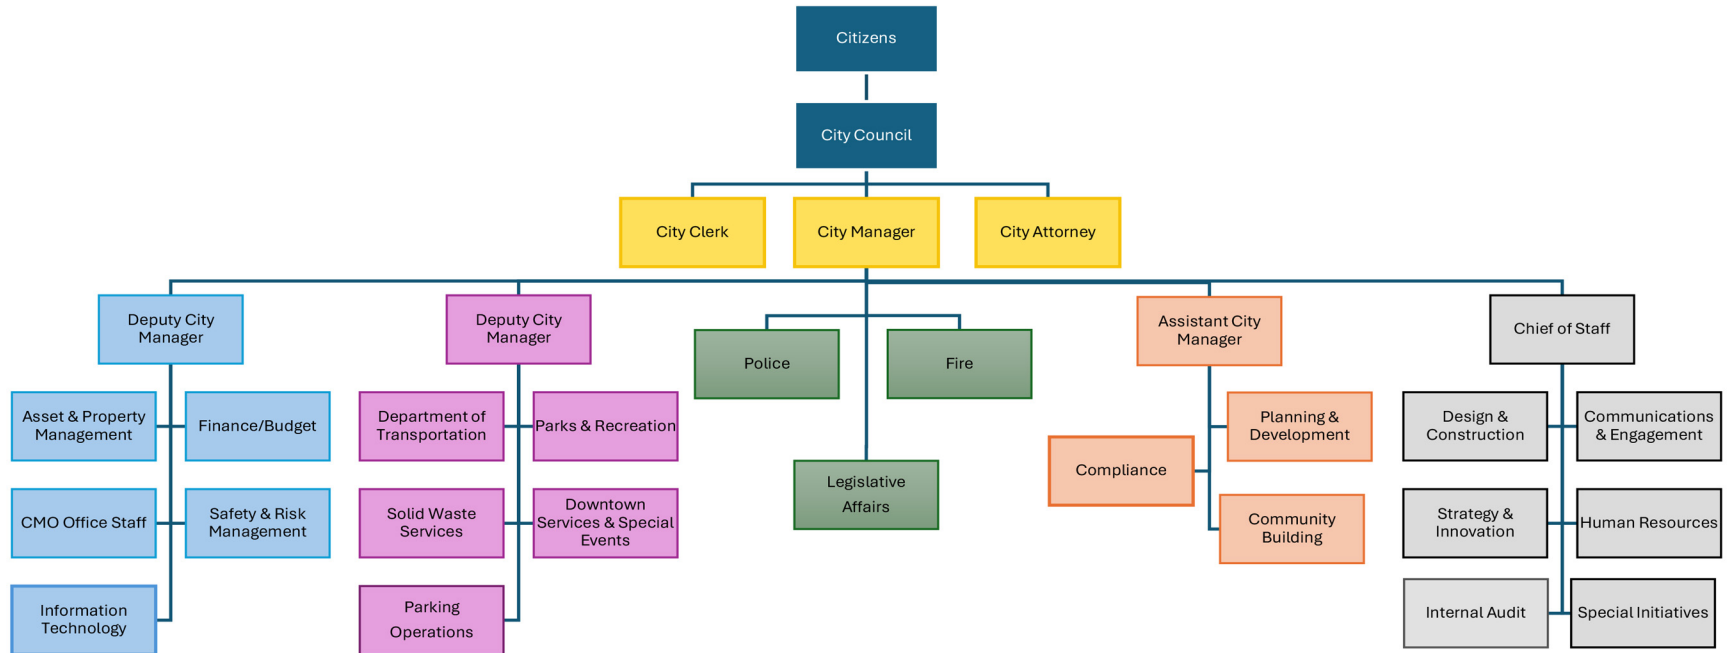 Citizens
City Council
City Clerk
City Manager
City Attorney
Deputy City
Manager
Deputy City
Manager
Police
Fire
Assistant City
Manager
Chief of Staff
Asset & Property
Management
Finance/Budget
Department of
Transportation
Parks & Recreation
Planning &
Development
Design &
Construction
Communications
& Engagement
Compliance
Legislative
Affairs
CMO Office Staff
Safety & Risk
Management
Solid Waste
Services
Downtown
Services & Special
Events
Community
Building
Strategy &
Innovation
Human Resources
Information
Technology
Parking
Operations
Internal Audit
Special Initiatives